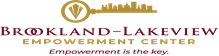 Brookland–Lakeview
Empowerment Center
Empowerment is the key.